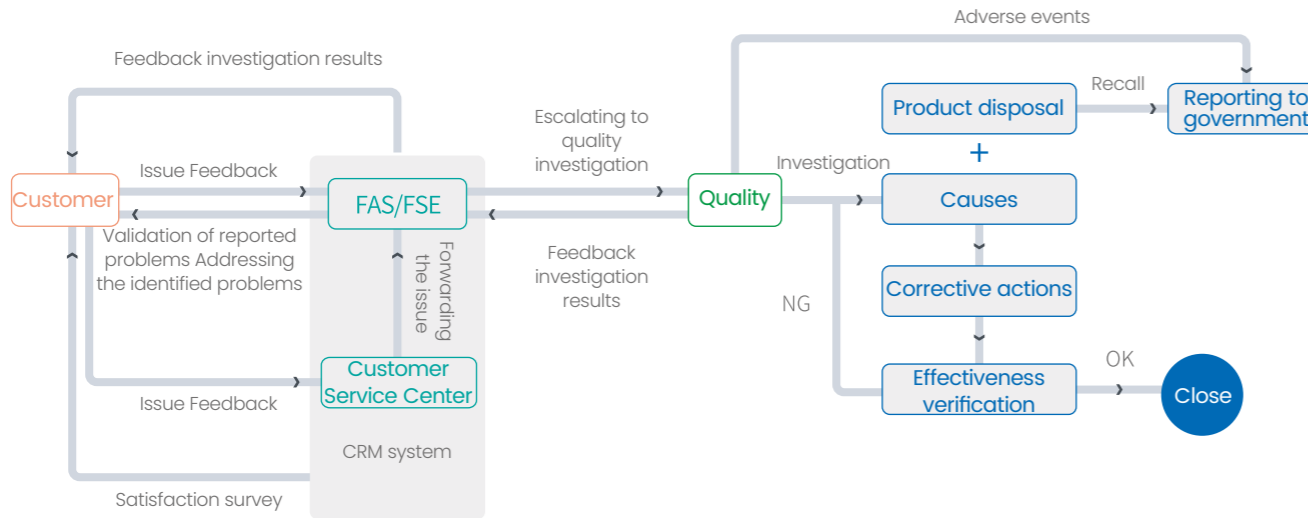 Adverse events
Feedback investigation results
Recall
Product disposal
Reporting to
government
Escalating to
quality
investigation
+
Issue Feedback
Investigation
Customer
FAS/FSE
Quality
Causes
Validation of reported
problems Addressing
the identified problems
Forwarding
the issue
Feedback
investigation
results
Corrective actions
NG
OK
Customer
Service Center
Effectiveness
verification
Close
Issue Feedback
CRM system
Satisfaction survey